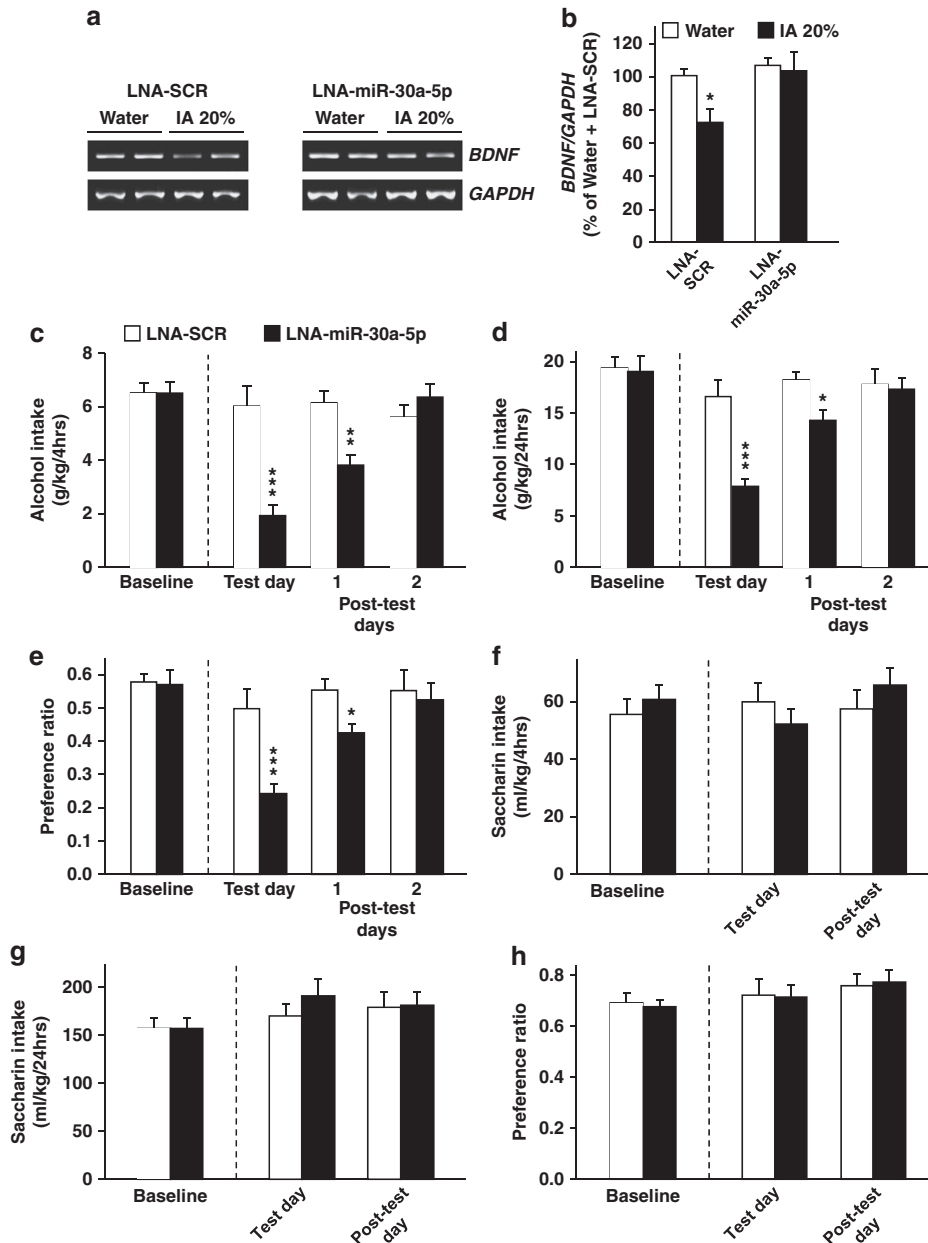 a
LNA-SCR
LNA-miR-30a-5p
Water IA 20%
Water IA 20%
BDNF
GAPDH
b
Water IA 20%
BDNF/GAPDH
(% of Water + LNA-SCR)
120
100
80
60
40
20
0
*
LNA-
SCR
LNA-
miR-30a-5p
c
LNA-SCR LNA-miR-30a-5p
Alcohol intake
(g/kg/4hrs)
8
6
4
2
0
***
**
Baseline Test day 1 2
Post-test
days
d
Alcohol intake
(g/kg/24hrs)
20
15
10
5
0
***
*
Baseline Test day 1 2
Post-test
days
e
Preference ratio
0.6
0.5
0.4
0.3
0.2
0.1
0.0
***
*
Baseline Test day 1 2
Post-test
days
f
Saccharin intake
(ml/kg/4hrs)
60
40
20
0
Baseline
Test day
Post-test
day
g
Saccharin intake
(ml/kg/24hrs)
200
150
100
50
0
Baseline
Test day
Post-test
day
h
Preference ratio
0.8
0.6
0.4
0.2
0.0
Baseline
Test day
Post-test
day